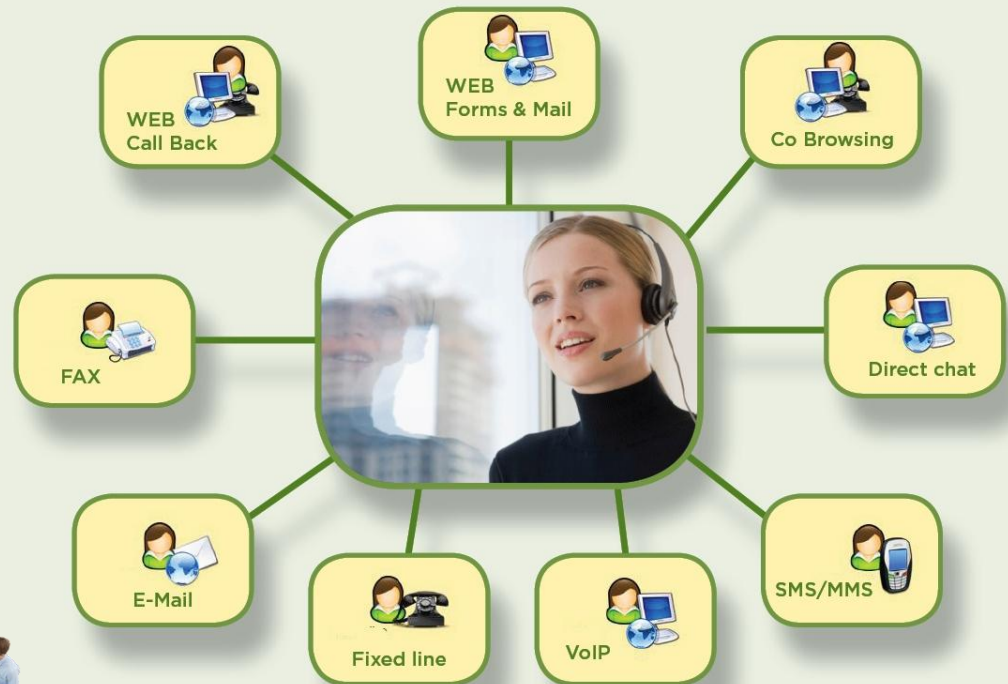 WEB
Forms & Mail
WEB
Call Back
Co Browsing
FAX
Direct chat
E-Mail
SMS/MMS
Fixed line
VoIP